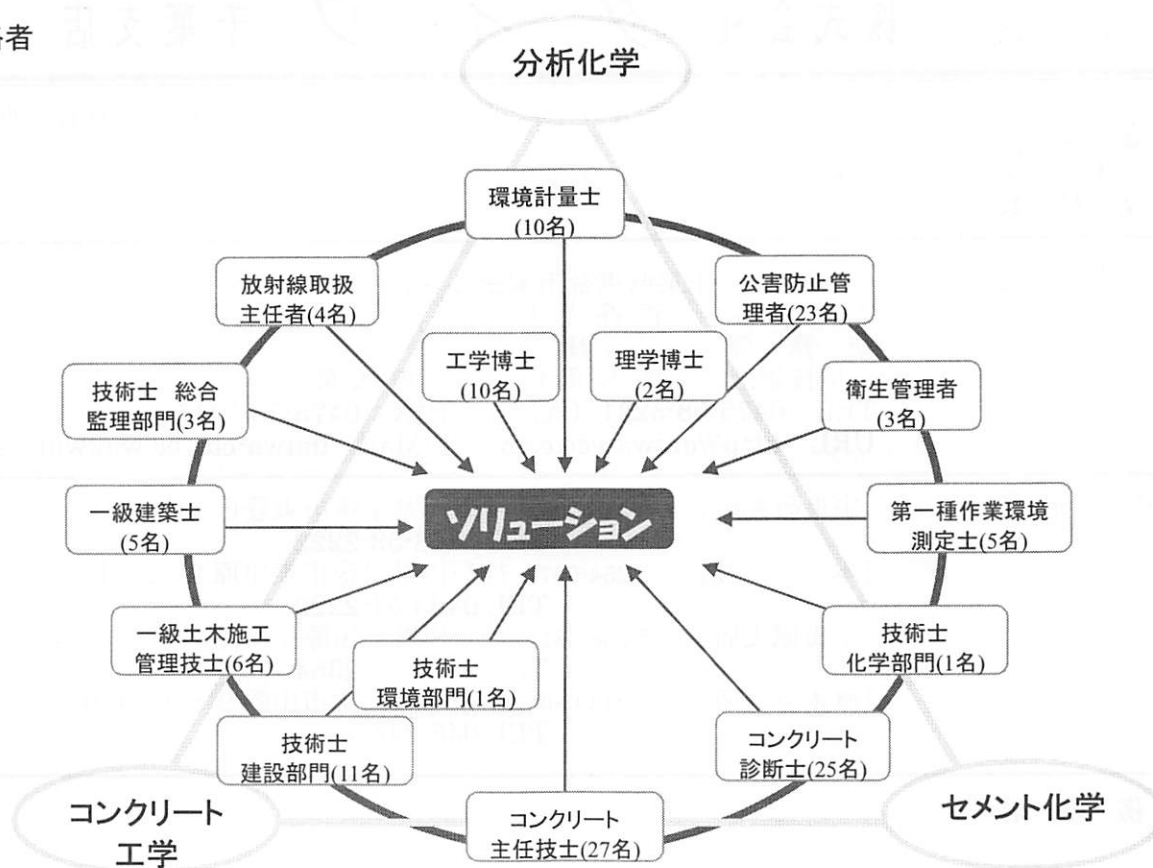 格者
分析化学
環境計量士
(10名)
放射線取扱
主任者(4名)
公害防止管
理者(23名)
工学博士
(10名)
理学博士
(2名)
技術士 総合
監理部門(3名)
衛生管理者
(3名)
ソリューション
一級建築士
(5名)
第一種作業環境
測定士(5名)
一級土木施工
管理技士(6名)
技術士
環境部門(1名)
技術士
化学部門(1名)
技術士
建設部門(11名)
コンクリート
診断士(25名)
コンクリート
主任技士(27名)
コンクリート
工学
セメント化学